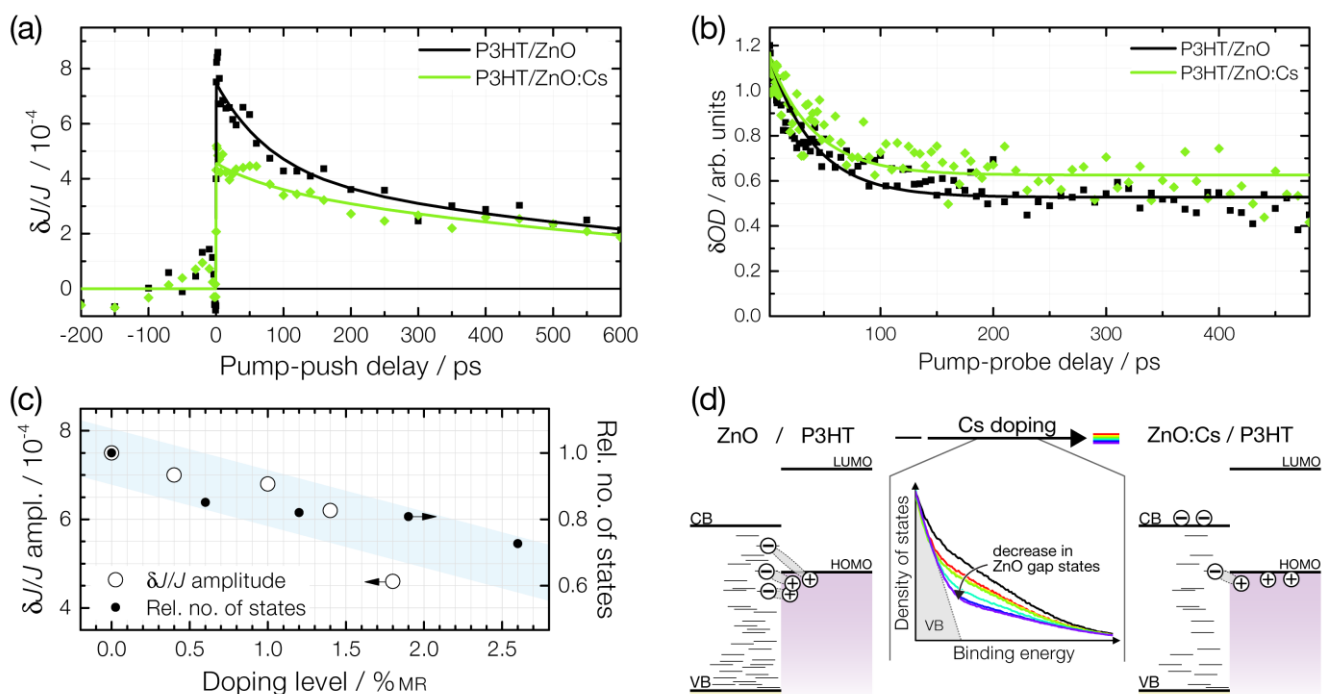 (a)
P3HT/ZnO
P3HT/ZnO:Cs
δJ/J / 10⁻⁴
8
6
4
2
0
-200 -100 0 100 200 300 400 500 600
Pump-push delay / ps
(b)
P3HT/ZnO
P3HT/ZnO:Cs
δOD / arb. units
1.2
1.0
0.8
0.6
0.4
0.2
0.0
100 200 300 400
Pump-probe delay / ps
(c)
δJ/J ampl. / 10⁻⁴
8
6
4
Rel. no. of states
1.0
0.8
0.6
δJ/J amplitude
Rel. no. of states
0.0 0.4 0.8 1.2 1.6 2.0 2.4
Doping level / %MR
(d)
ZnO / P3HT
Cs doping
ZnO:Cs / P3HT
LUMO
LUMO
CB
CB
HOMO
HOMO
VB
VB
Density of states
decrease in
ZnO gap states
VB
Binding energy